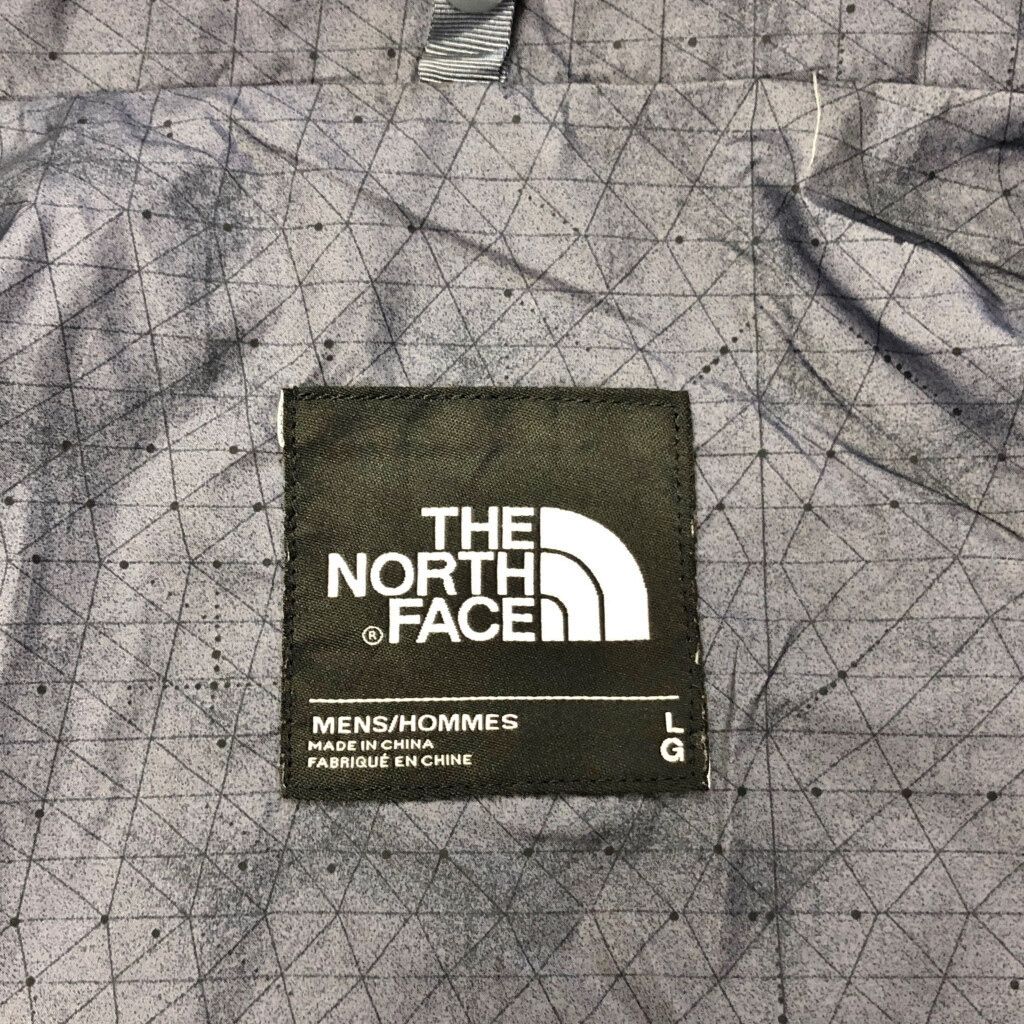 THE
NORTH
® FACE
MENS/HOMMES
MADE IN CHINA
FABRIQUÉ EN CHINE
L
G